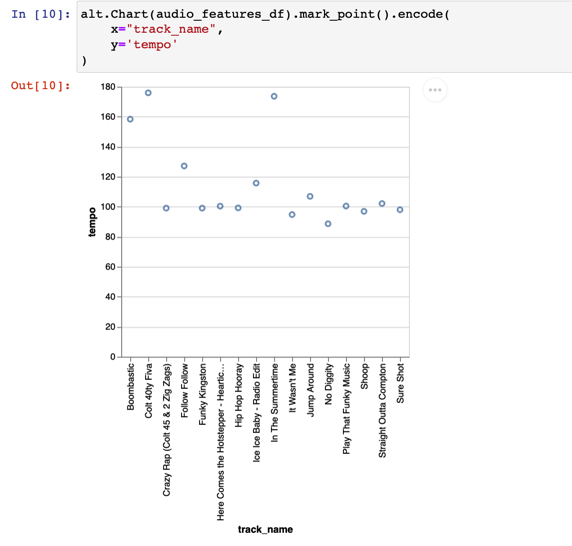 In [10]: alt.Chart(audio_features_df).mark_point().encode(
x="track_name",
y='tempo'
)
Out[10]:
180
160
140
120
100
80
60
40
20
0
tempo
Boombastic
Colt 40ty Fiva
Crazy Rap (Colt 45 & 2 Zig Zags)
Follow Follow
Funky Kingston
Here Comes the Hotstepper - Heartic…
Hip Hop Hooray
Ice Ice Baby - Radio Edit
In The Summertime
It Wasn't Me
Jump Around
No Diggity
Play That Funky Music
Shoop
Straight Outta Compton
Sure Shot
track_name